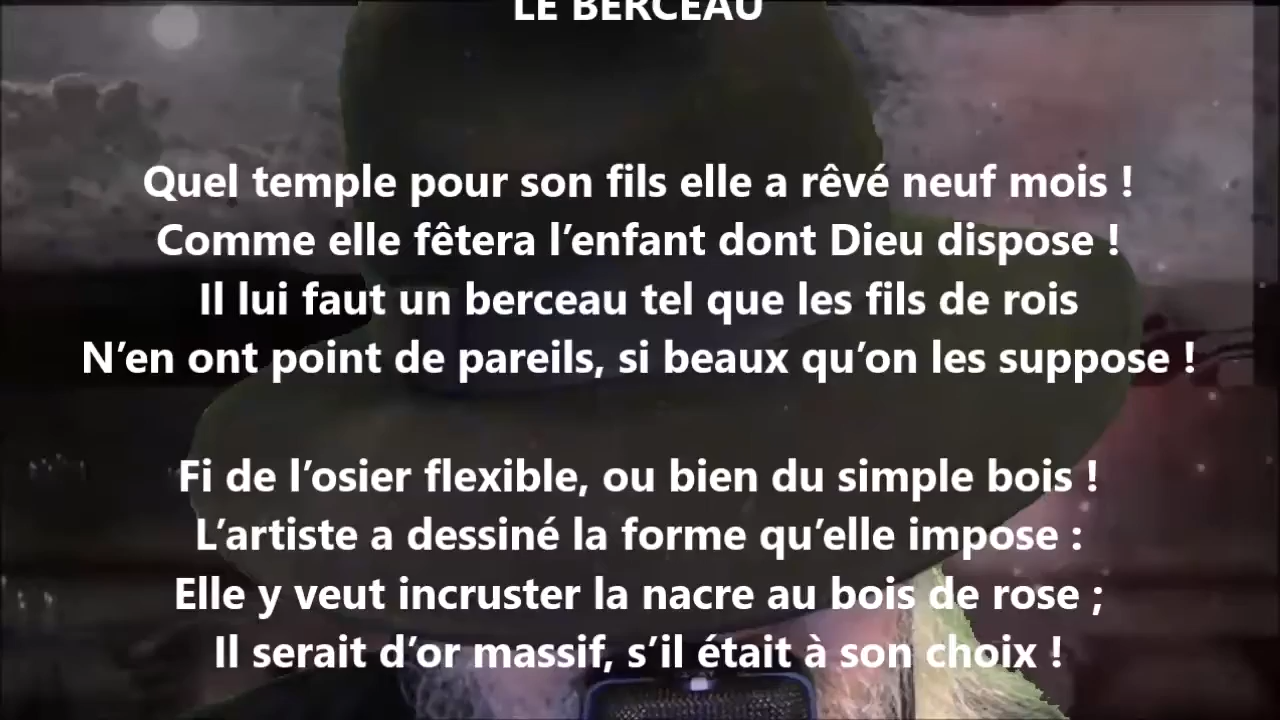 LE BERCEAU
Quel temple pour son fils elle a rêvé neuf mois !
Comme elle fêtera l’enfant dont Dieu dispose !
Il lui faut un berceau tel que les fils de rois
N’en ont point de pareils, si beaux qu’on les suppose !
Fi de l’osier flexible, ou bien du simple bois !
L’artiste a dessiné la forme qu’elle impose :
Elle y veut incruster la nacre au bois de rose ;
Il serait d’or massif, s’il était à son choix !